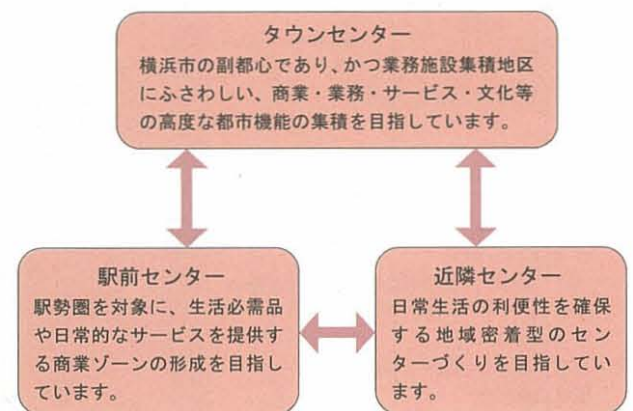 タウンセンター
横浜市の副都心であり、かつ業務施設集積地区
にふさわしい、商業・業務・サービス・文化等
の高度な都市機能の集積を目指しています。
駅前センター
駅勢圏を対象に、生活必需品
や日常的なサービスを提供す
る商業ゾーンの形成を目指し
ています。
近隣センター
日常生活の利便性を確保
する地域密着型のセン
ターづくりを目指してい
ます。